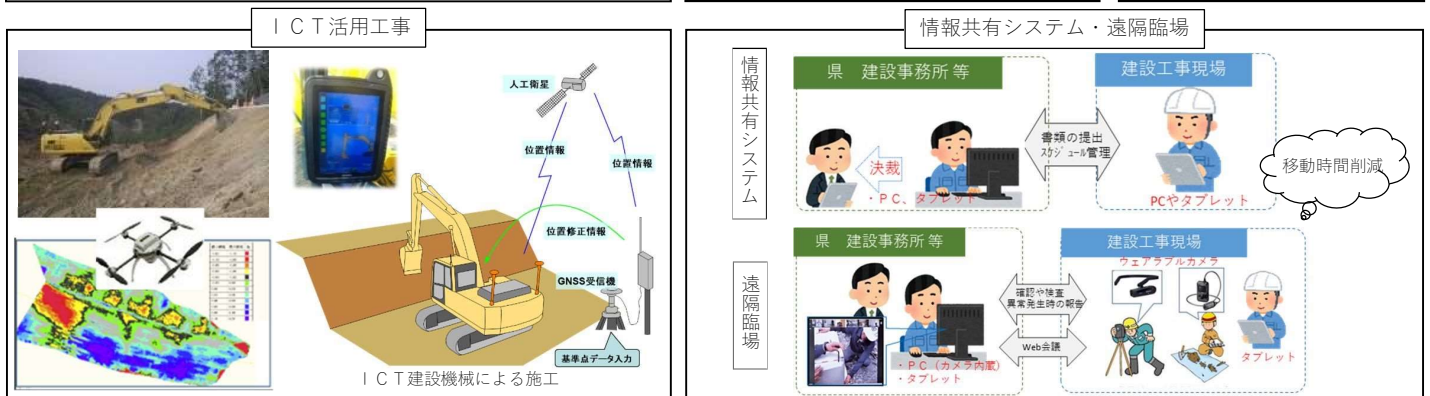 ＩＣＴ活用工事
人工衛星
位置情報
位置情報
位置修正情報
GNSS受信機
基準点データ入力
ＩＣＴ建設機械による施工
情報共有システム・遠隔臨場
情報共有システム
県　建設事務所等
建設工事現場
書類の提出
ｽｹｼﾞｭｰﾙ管理
決裁
・ＰＣ、タブレット
PCやタブレット
移動時間削減
遠隔臨場
県　建設事務所等
建設工事現場
ウェアラブルカメラ
確認や検査
異常発生時の報告
Web会議
・ＰＣ（カメラ内蔵）
・タブレット
タブレット